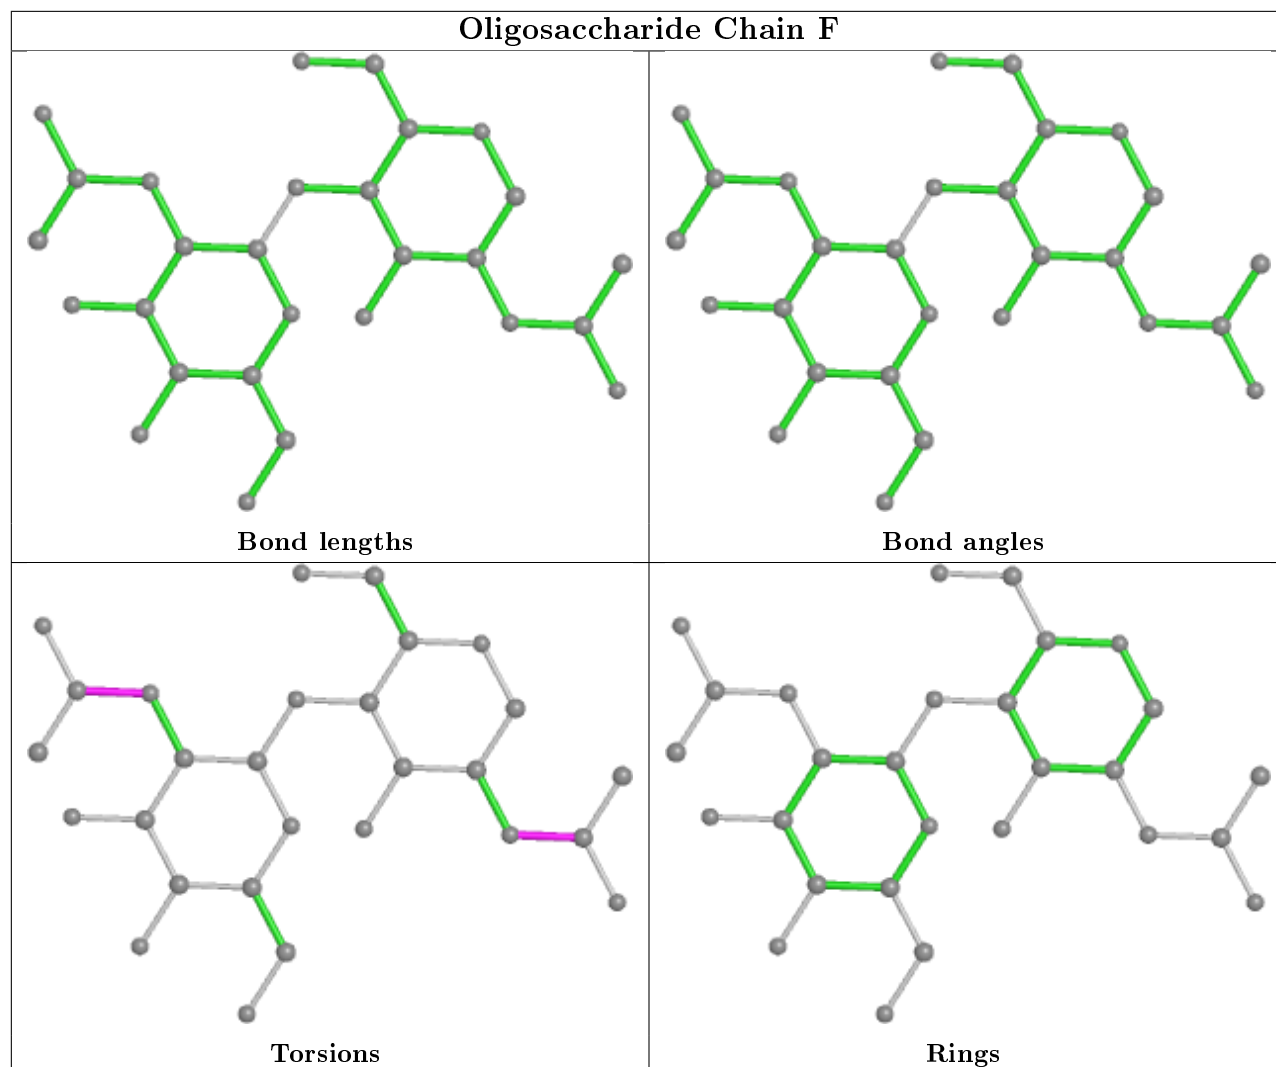 Oligosaccharide Chain F
Bond lengths
Bond angles
Torsions
Rings